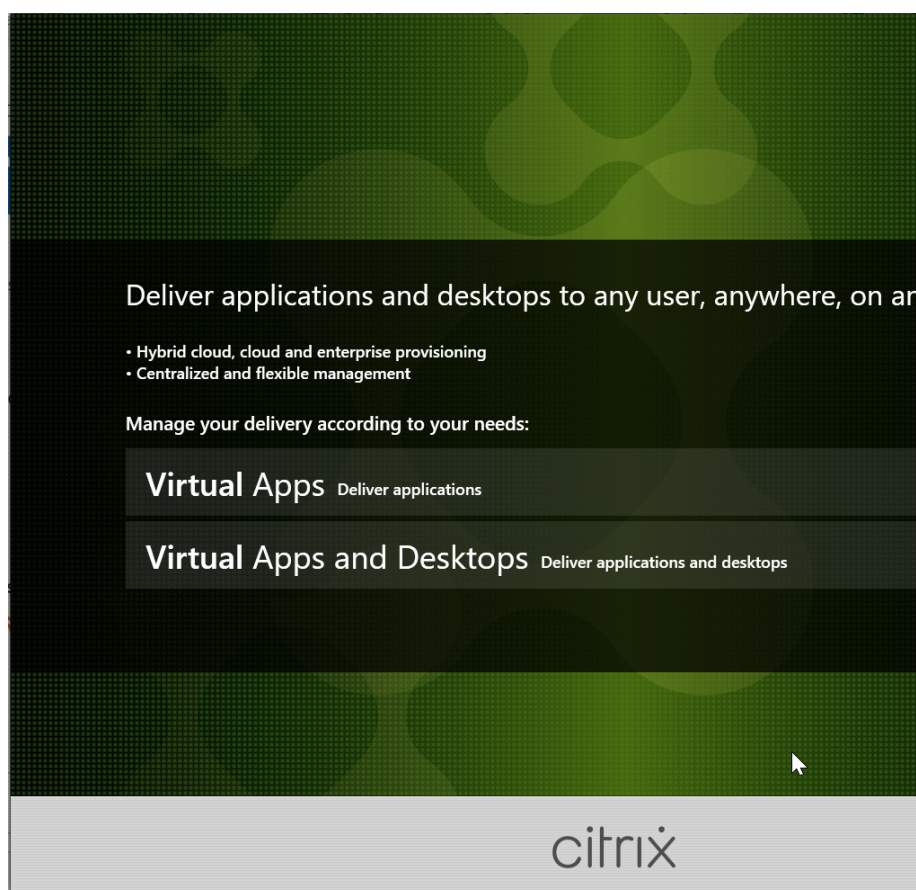 Deliver applications and desktops to any user, anywhere, on
• Hybrid cloud, cloud and enterprise provisioning
• Centralized and flexible management
Manage your delivery according to your needs:
Virtual Apps Deliver applications
Virtual Apps and Desktops Deliver applications and desktops
citrix